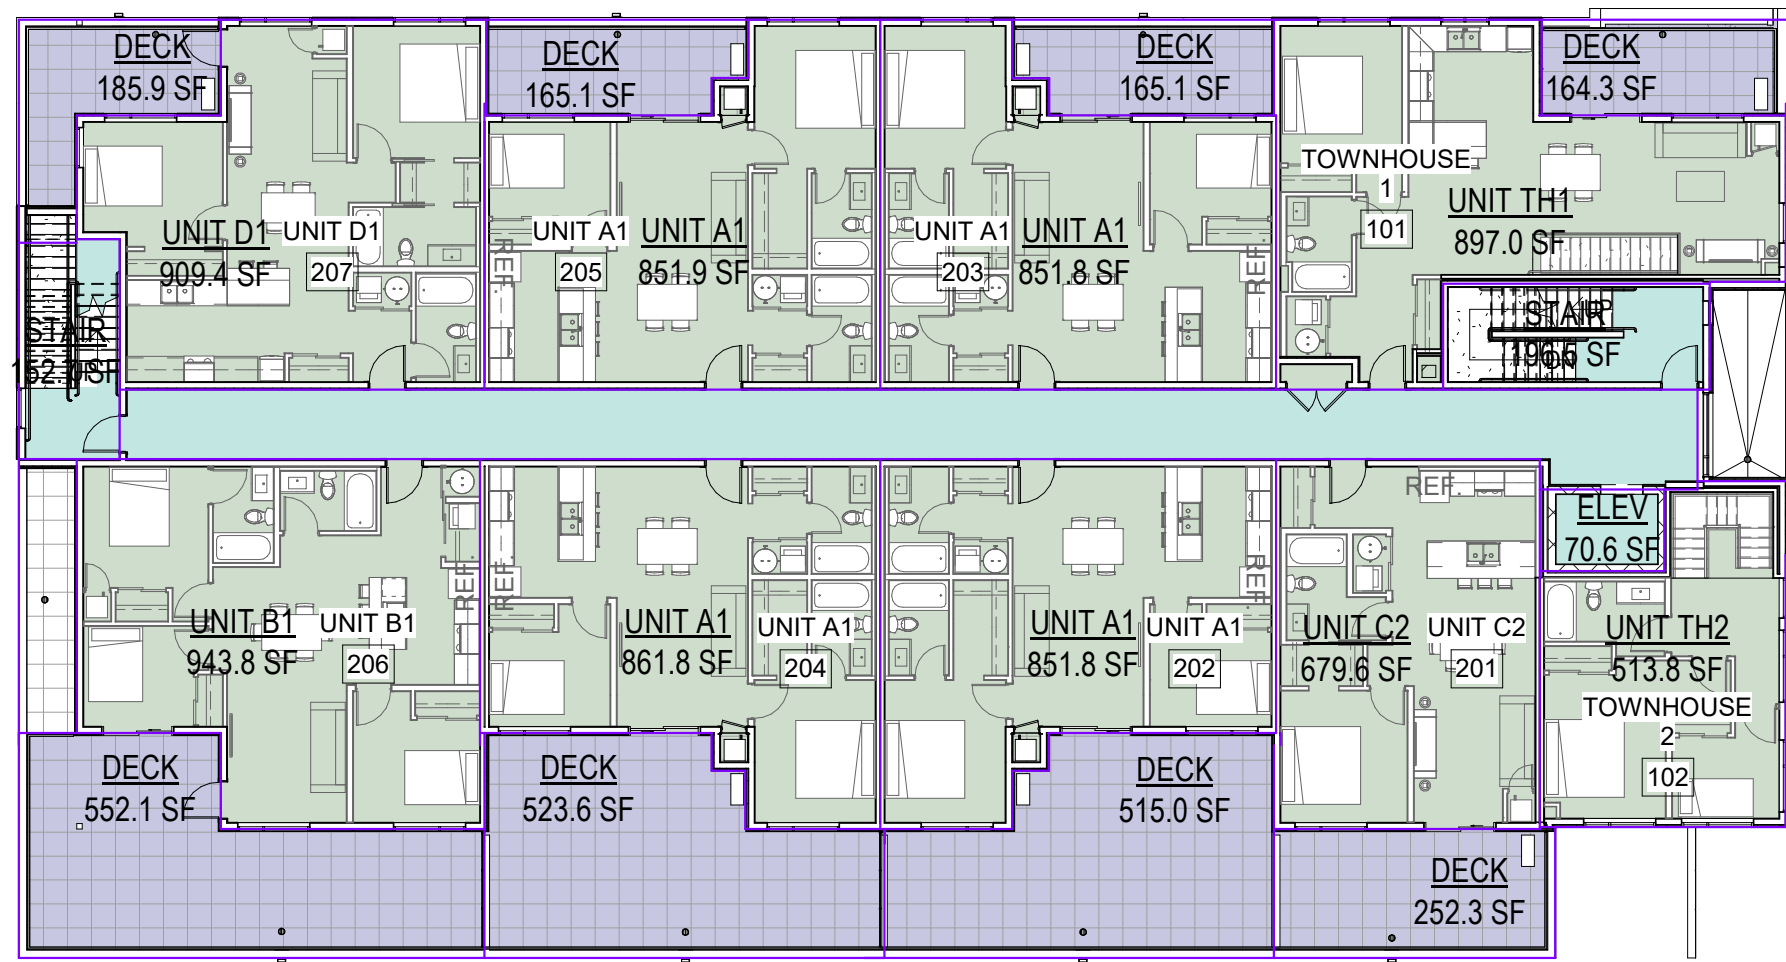 DECK
185.9 SF
DECK
165.1 SF
DECK
165.1 SF
DECK
164.3 SF
UNIT D1
909.4 SF
UNIT D1
207
UNIT A1
205
UNIT A1
851.9 SF
REF
UNIT A1
203
UNIT A1
851.8 SF
REF
TOWNHOUSE
1
101
UNIT TH1
897.0 SF
STAIR
UP
STAIR
UP
DN
REF
ELEV
70.6 SF
UNIT B1
943.8 SF
UNIT B1
206
REF
REF
UNIT A1
861.8 SF
UNIT A1
204
UNIT A1
851.8 SF
UNIT A1
202
REF
UNIT C2
679.6 SF
UNIT C2
201
UNIT TH2
513.8 SF
TOWNHOUSE
2
102
DECK
552.1 SF
DECK
523.6 SF
DECK
515.0 SF
DECK
252.3 SF